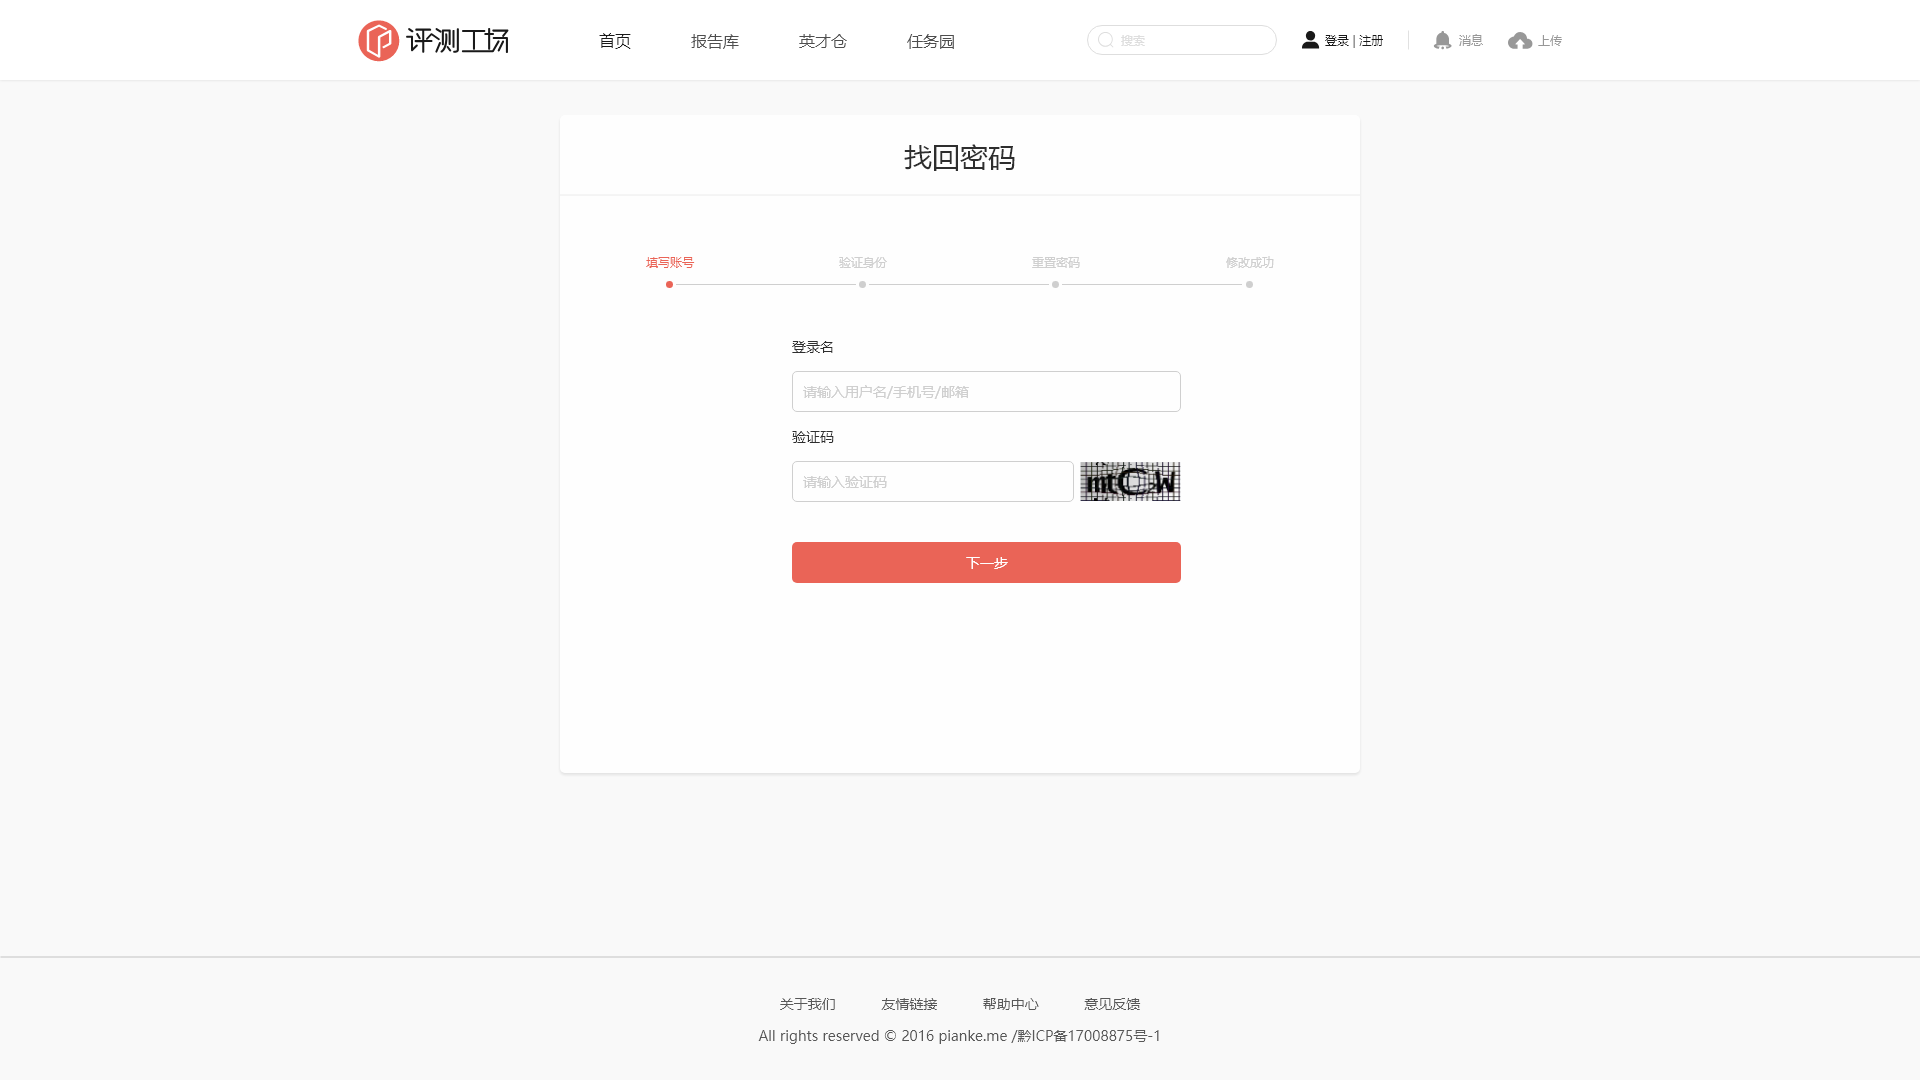 评测工场
首页 报告库 英才仓 任务园 搜索 登录 | 注册 消息 上传
找回密码
填写账号 验证身份 重置密码 修改成功
登录名
请输入用户名/手机号/邮箱
验证码
请输入验证码 mtCW
下一步
关于我们 友情链接 帮助中心 意见反馈
All rights reserved © 2016 pianke.me /黔ICP备17008875号-1